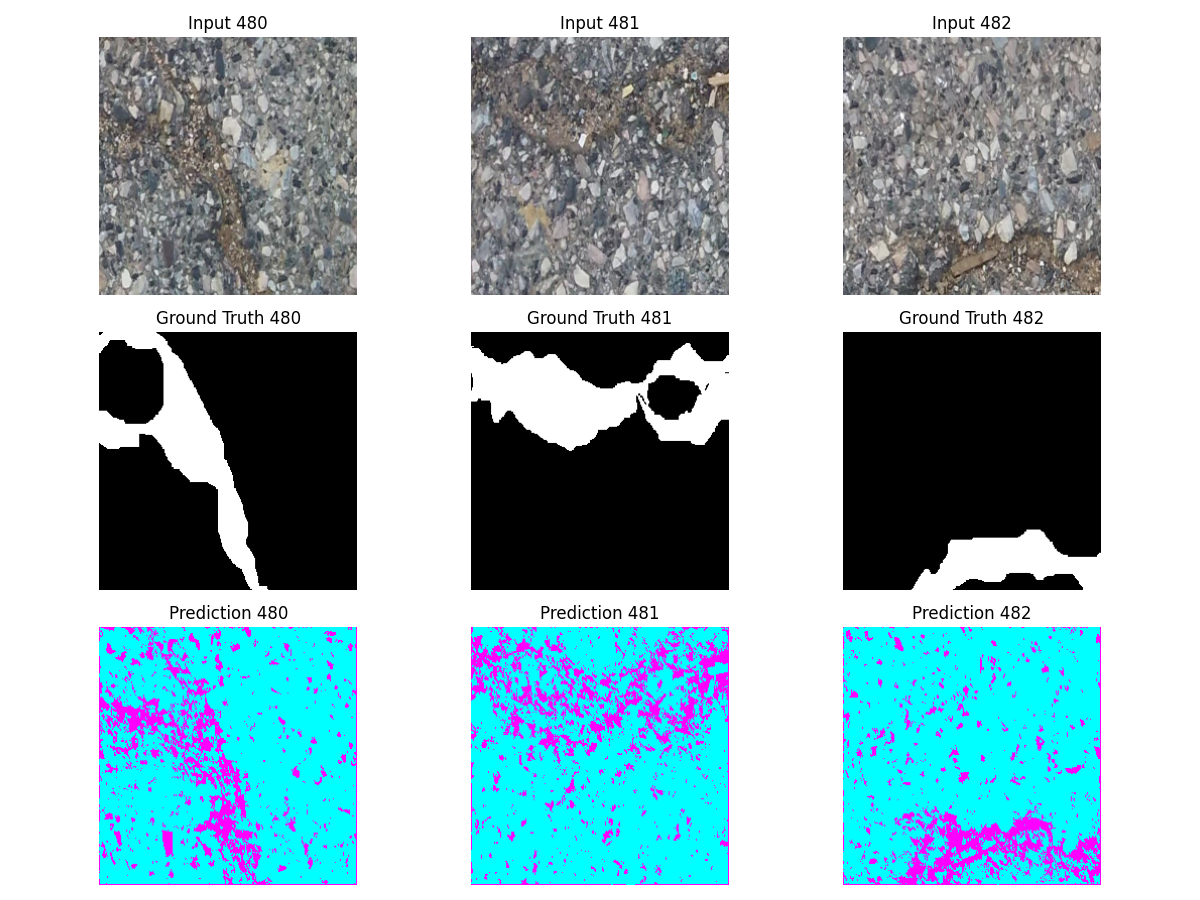 Input 480
Input 481
Input 482
Ground Truth 480
Ground Truth 481
Ground Truth 482
Prediction 480
Prediction 481
Prediction 482